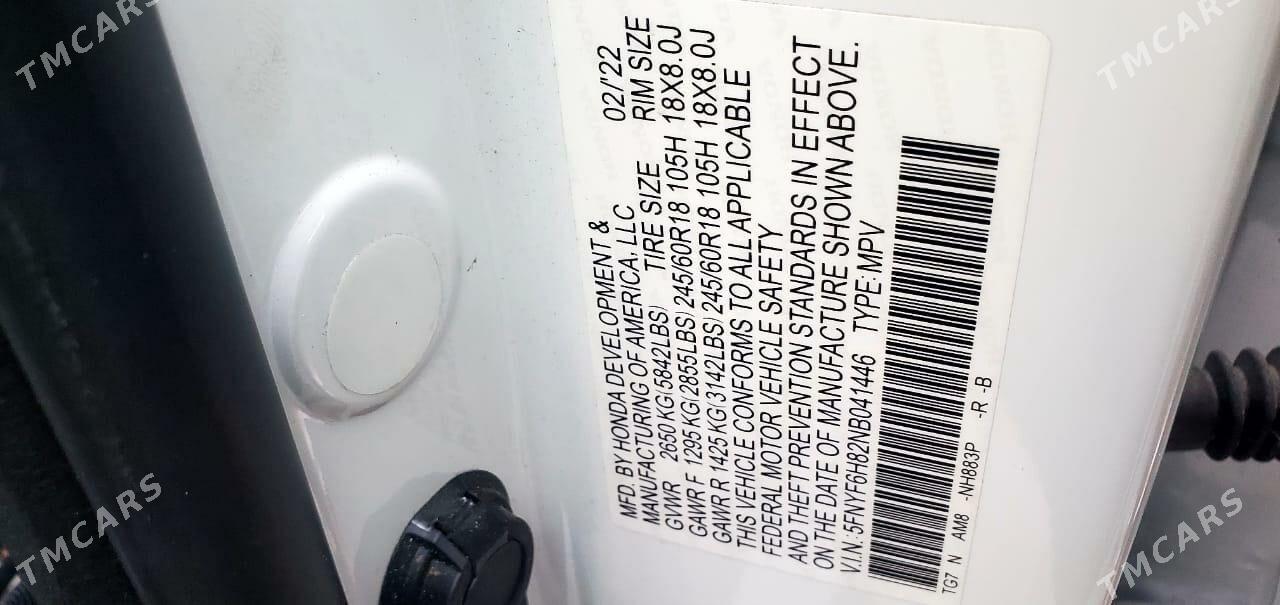 MFD. BY HONDA DEVELOPMENT & 02/'22
MANUFACTURING OF AMERICA, LLC
TIRE SIZE RIM SIZE
GVWR 2650 KG(5842LBS)
GAWR F 1295 KG(2855LBS) 245/60R18 105H 18X8.0J
GAWR R 1425 KG(3142LBS) 245/60R18 105H 18X8.0J
THIS VEHICLE CONFORMS TO ALL APPLICABLE
FEDERAL MOTOR VEHICLE SAFETY
AND THEFT PREVENTION STANDARDS IN EFFECT
ON THE DATE OF MANUFACTURE SHOWN ABOVE.
V.I.N:5FNYF6H82NB041446 TYPE:MPV
TG7 N AM8 -NH883P -R -B
TMCARS
TMCARS
TMCARS
TMCARS